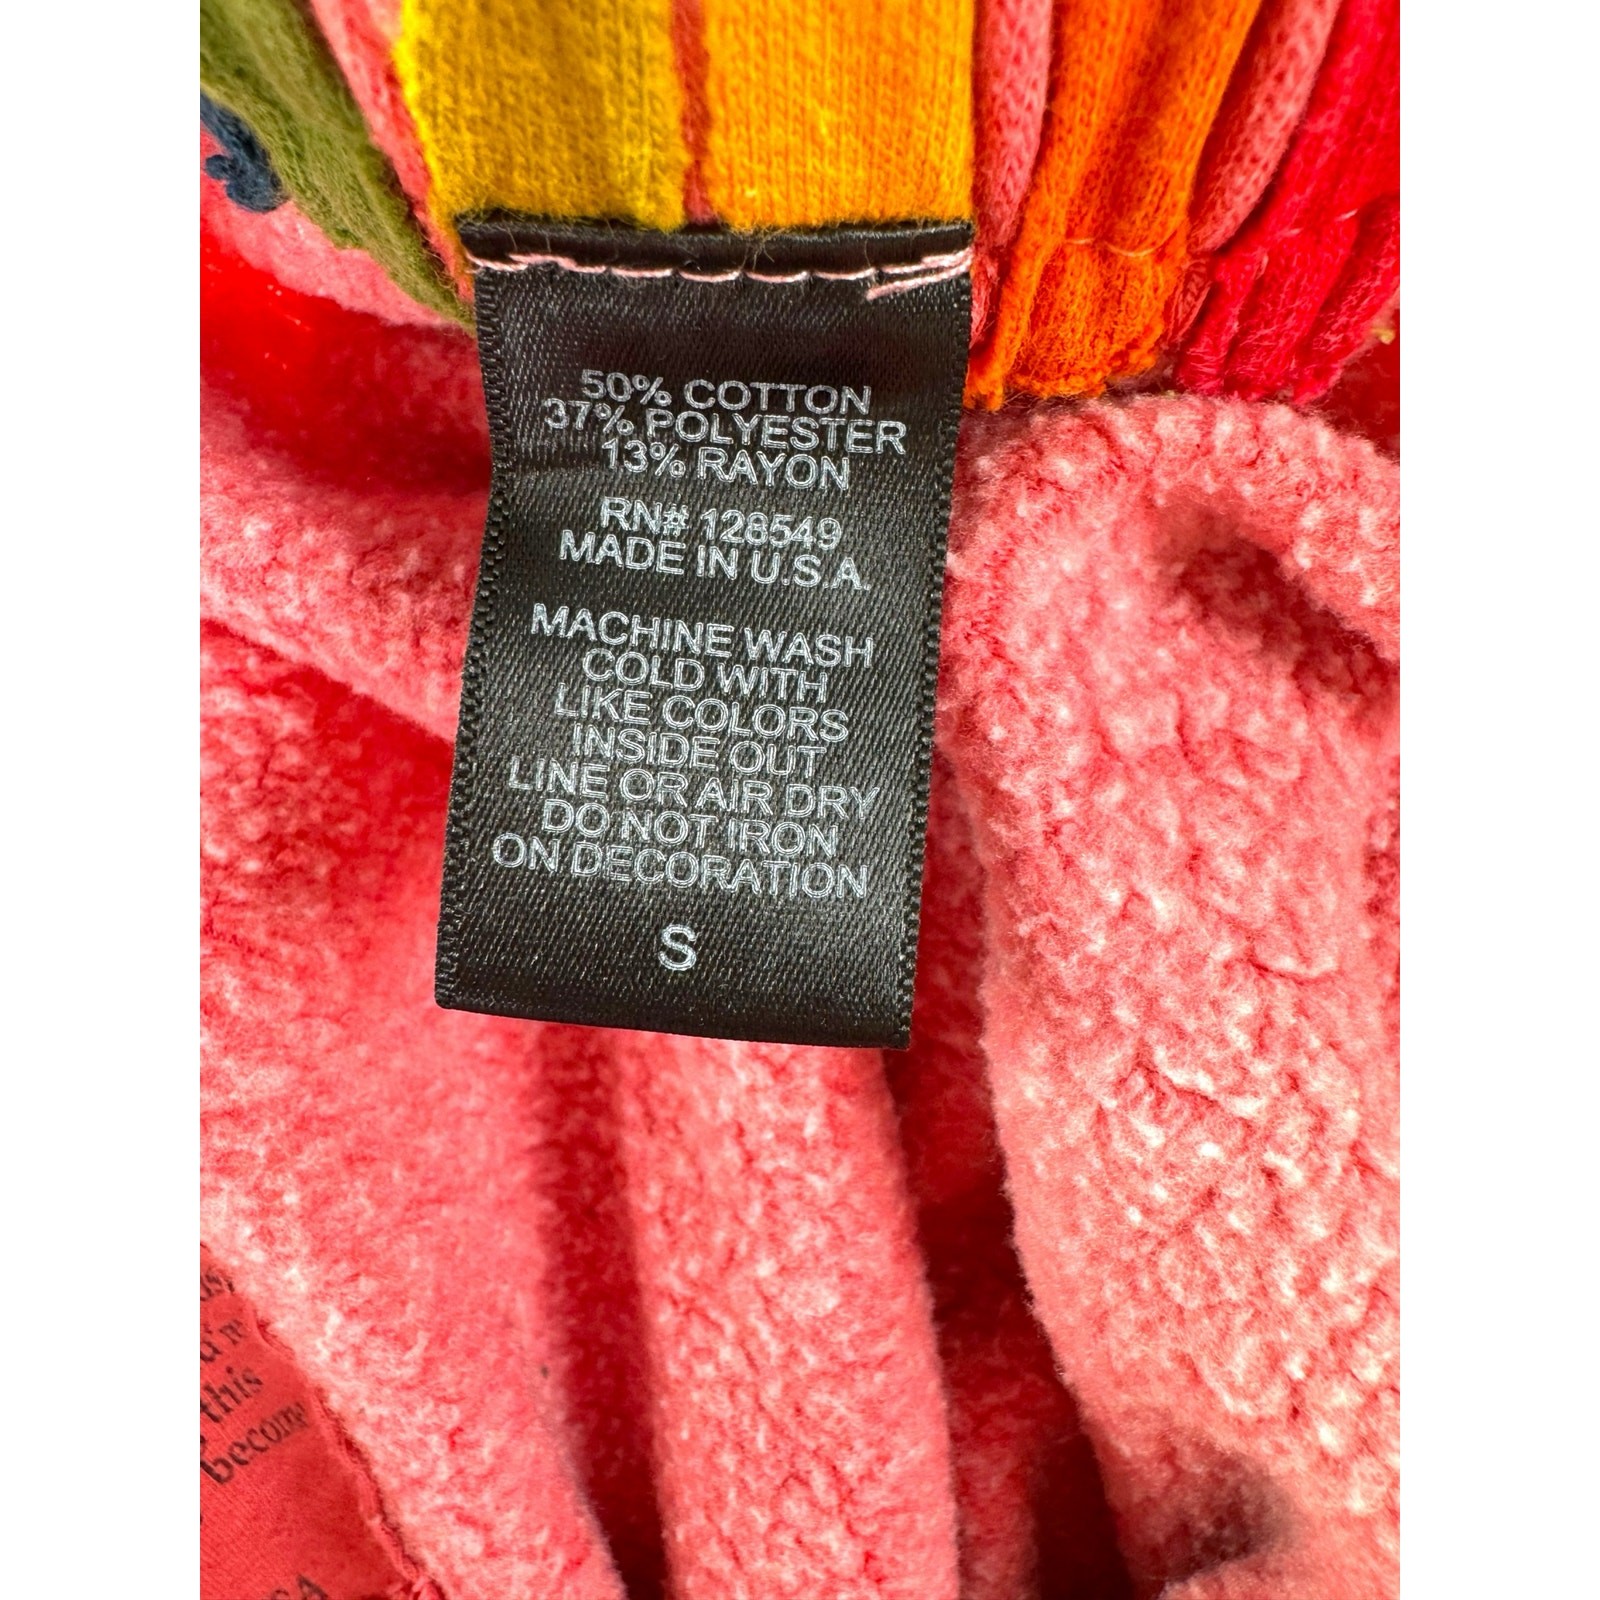 50% COTTON
37% POLYESTER
13% RAYON
RN# 128549
MADE IN U.S.A.
MACHINE WASH
COLD WITH
LIKE COLORS
INSIDE OUT
LINE OR AIR DRY
DO NOT IRON
ON DECORATION
S
this